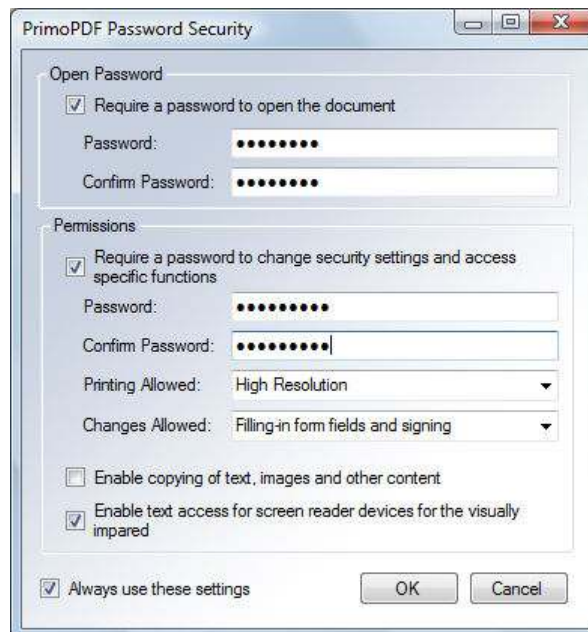 PrimoPDF Password Security
Open Password
Require a password to open the document
Password: ●●●●●●●●
Confirm Password: ●●●●●●●●
Permissions
Require a password to change security settings and access
specific functions
Password: ●●●●●●●●●
Confirm Password: ●●●●●●●●●
Printing Allowed: High Resolution
Changes Allowed: Filling-in form fields and signing
Enable copying of text, images and other content
Enable text access for screen reader devices for the visually
impared
Always use these settings OK Cancel